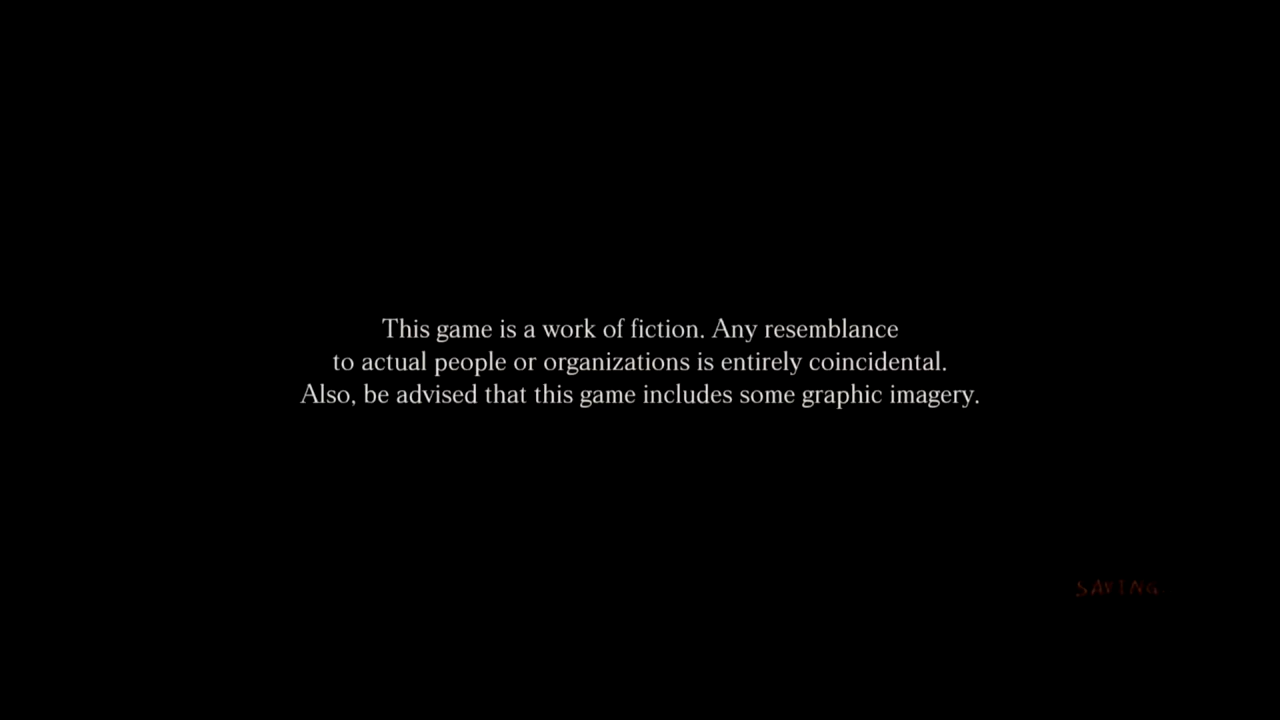 This game is a work of fiction. Any resemblance
to actual people or organizations is entirely coincidental.
Also, be advised that this game includes some graphic imagery.
SAVING